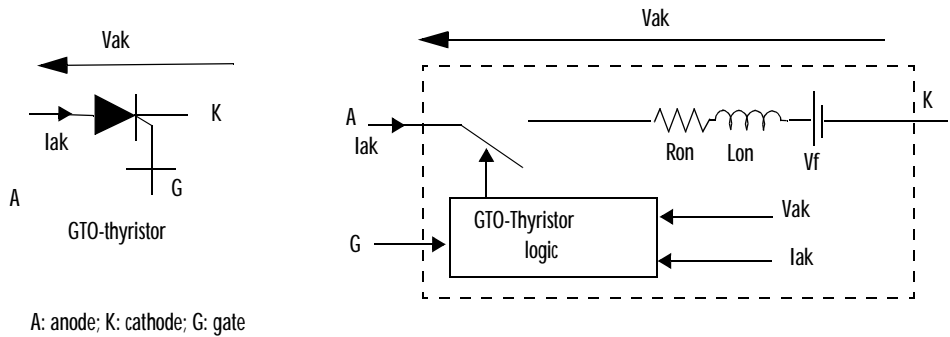 Vak
Iak
K
G
A
GTO-thyristor
A: anode; K: cathode; G: gate
Vak
A
Iak
K
Ron
Lon
Vf
GTO-Thyristor
logic
G
Vak
Iak